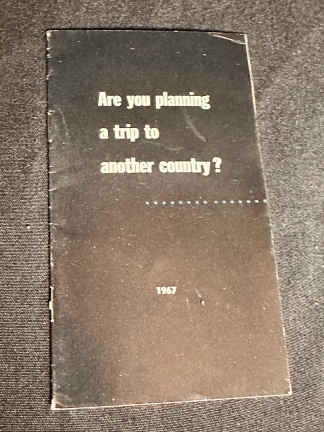 Are you planning
a trip to
another country?
1967